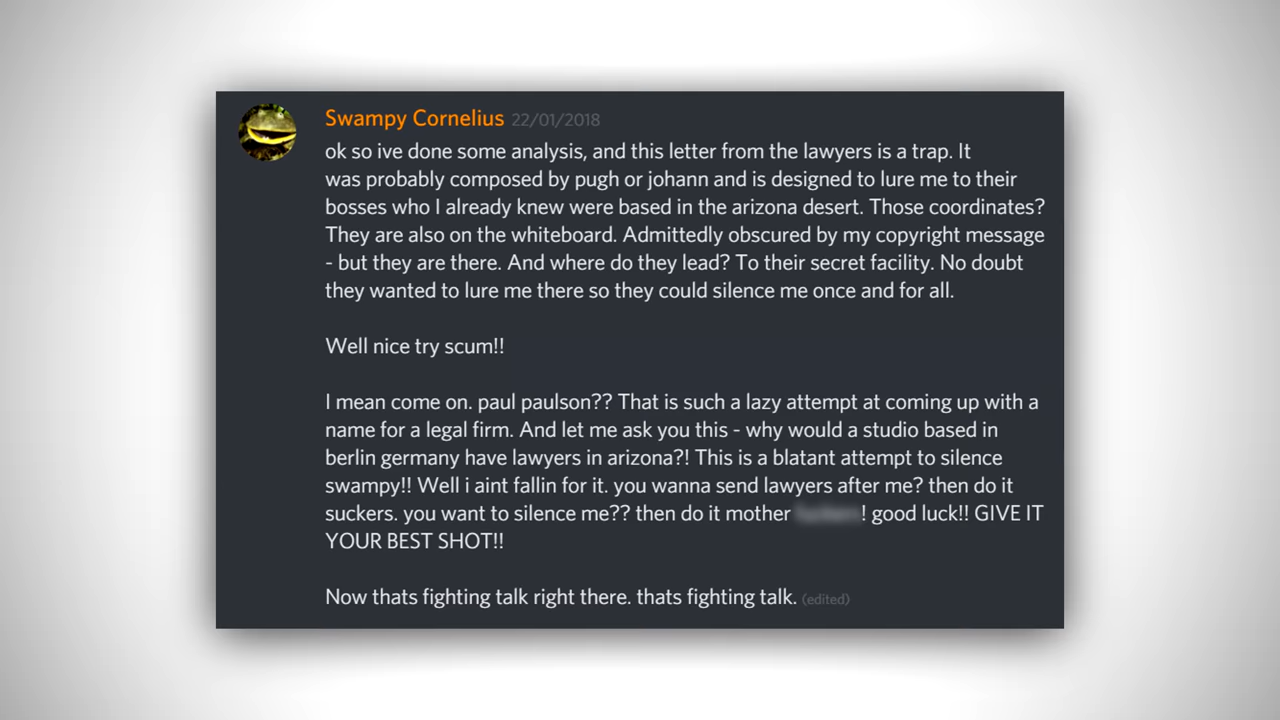 Swampy Cornelius 22/01/2018
ok so ive done some analysis, and this letter from the lawyers is a trap. It
was probably composed by pugh or johann and is designed to lure me to their
bosses who I already knew were based in the arizona desert. Those coordinates?
They are also on the whiteboard. Admittedly obscured by my copyright message
- but they are there. And where do they lead? To their secret facility. No doubt
they wanted to lure me there so they could silence me once and for all.
Well nice try scum!!
I mean come on. paul paulson?? That is such a lazy attempt at coming up with a
name for a legal firm. And let me ask you this - why would a studio based in
berlin germany have lawyers in arizona?! This is a blatant attempt to silence
swampy!! Well i aint fallin for it. you wanna send lawyers after me? then do it
suckers. you want to silence me?? then do it mother ! good luck!! GIVE IT
YOUR BEST SHOT!!
Now thats fighting talk right there. thats fighting talk. (edited)